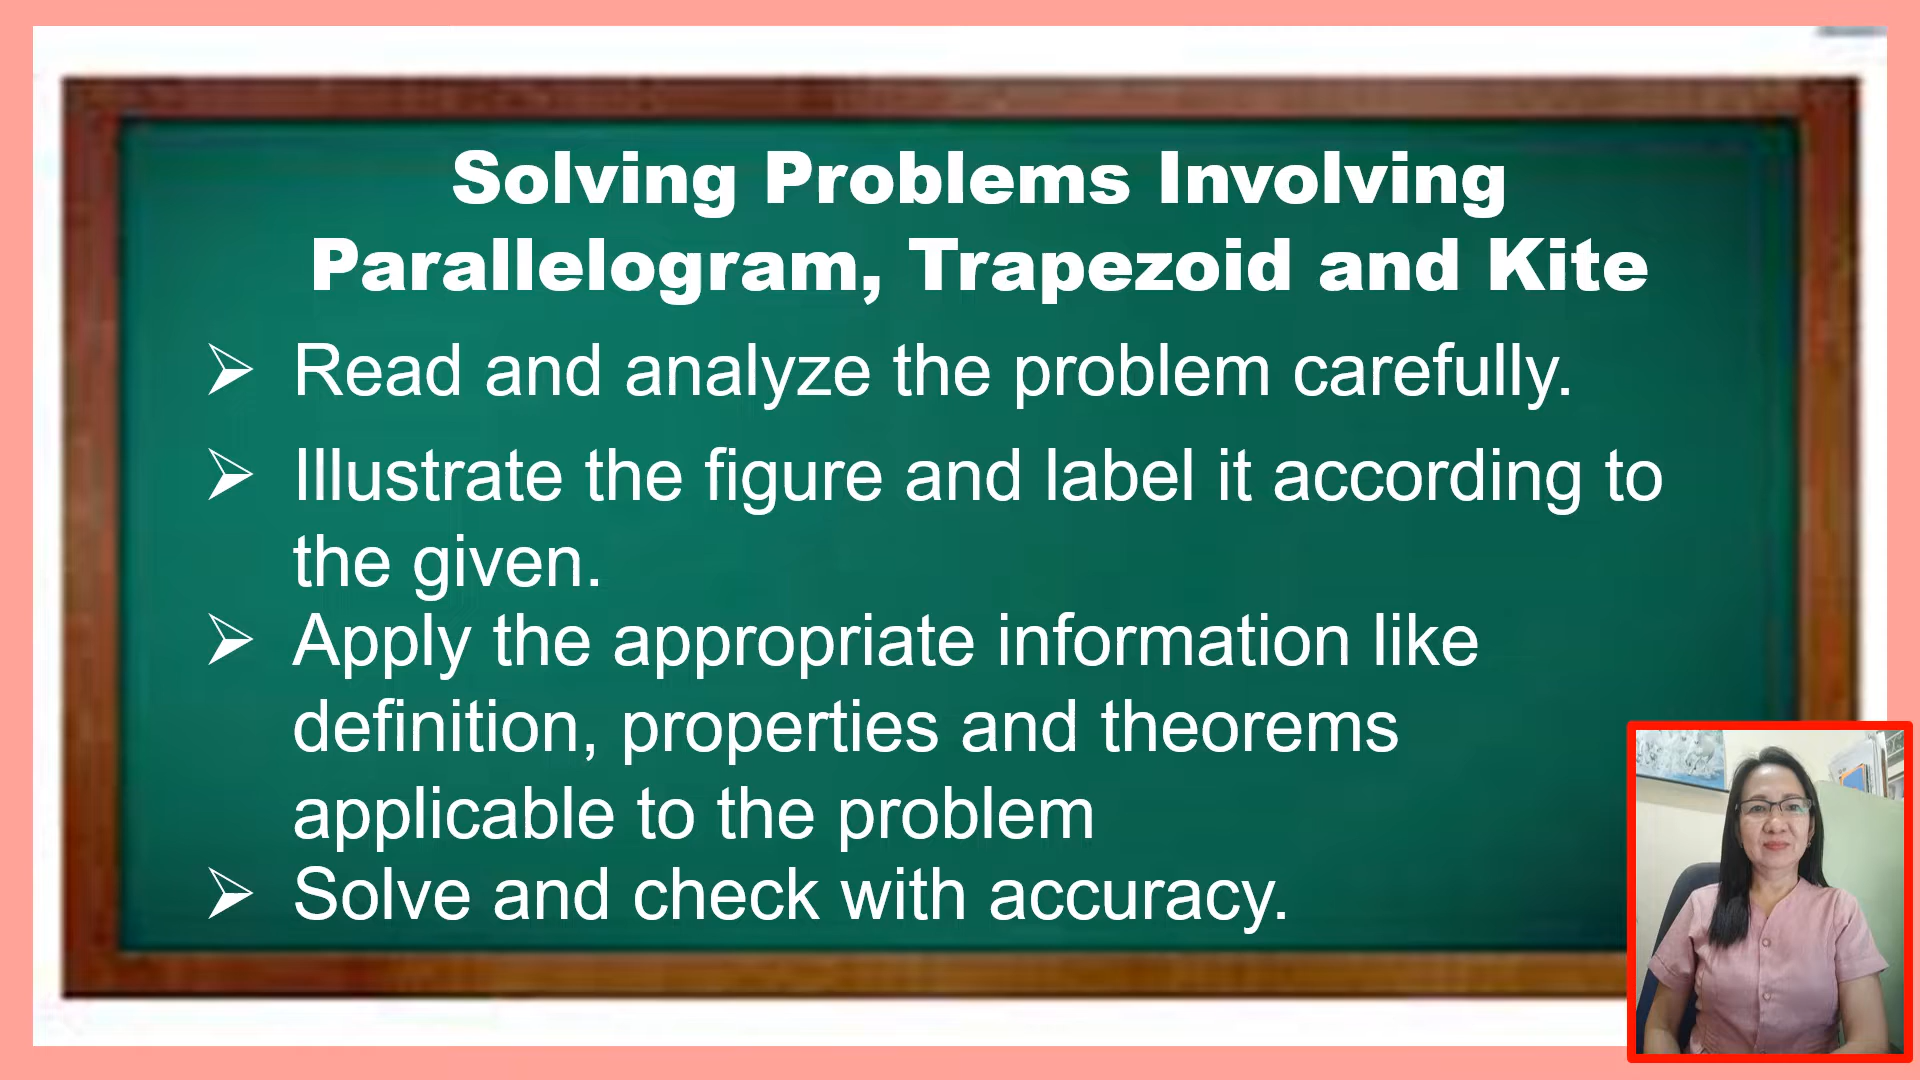 Solving Problems Involving
Parallelogram, Trapezoid and Kite
➢ Read and analyze the problem carefully.
➢ Illustrate the figure and label it according to
the given.
➢ Apply the appropriate information like
definition, properties and theorems
applicable to the problem
➢ Solve and check with accuracy.